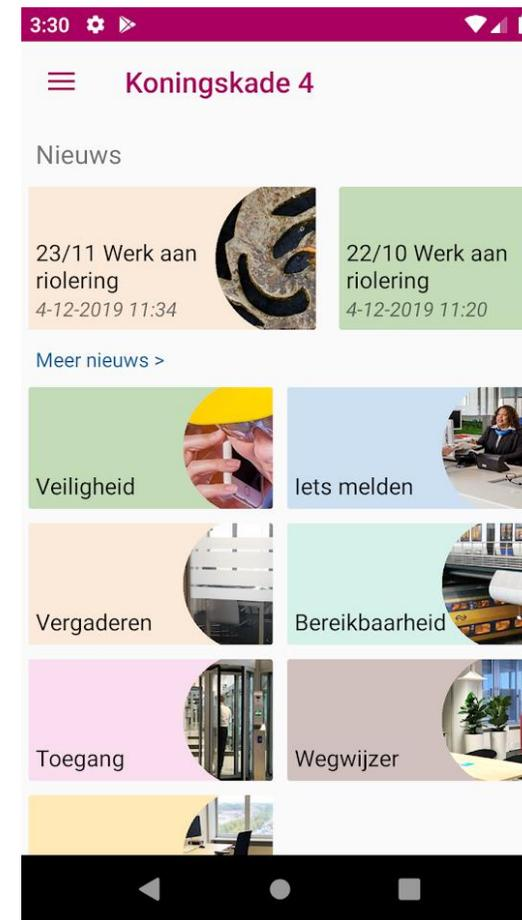 3:30
Koningskade 4
Nieuws
23/11 Werk aan
riolering
4-12-2019 11:34
22/10 Werk aan
riolering
4-12-2019 11:20
Meer nieuws >
Veiligheid
Iets melden
Vergaderen
Bereikbaarheid
Toegang
Wegwijzer